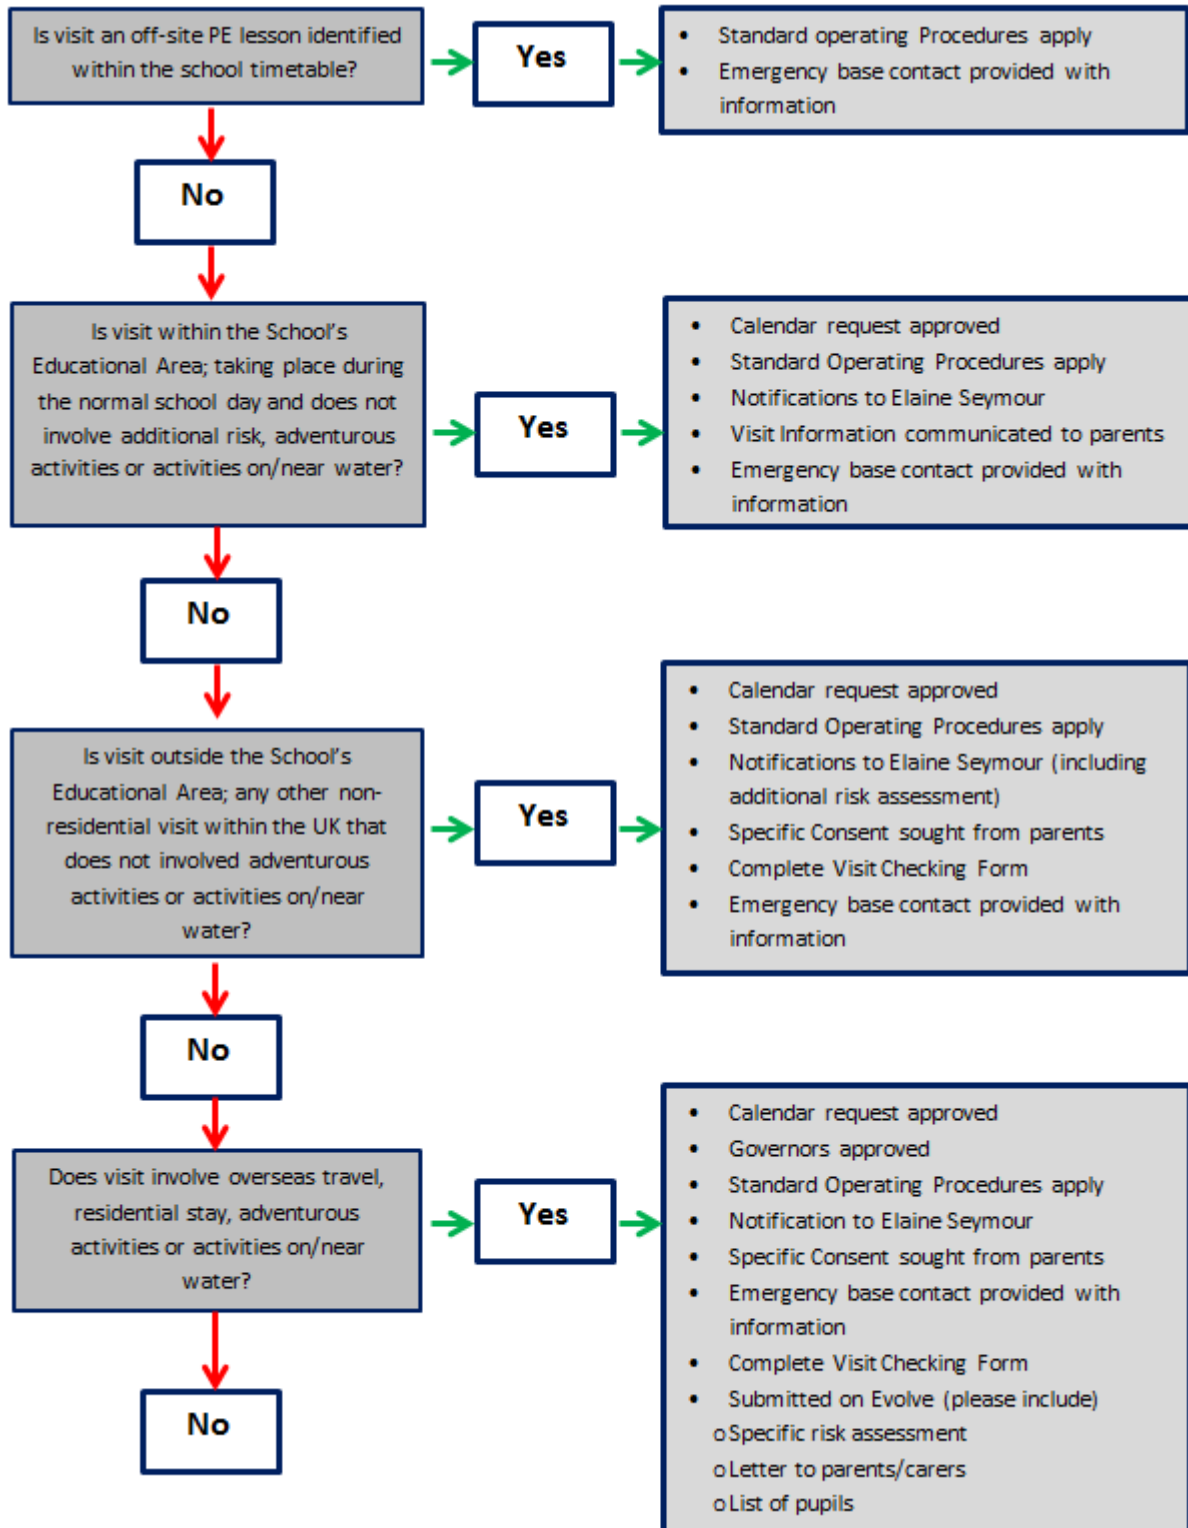 Is visit an off-site PE lesson identified
within the school timetable?
Yes
• Standard operating Procedures apply
• Emergency base contact provided with
information
No
Is visit within the School's
Educational Area; taking place during
the normal school day and does not
involve additional risk, adventurous
activities or activities on/near water?
Yes
• Calendar request approved
• Standard Operating Procedures apply
• Notifications to Elaine Seymour
• Visit Information communicated to parents
• Emergency base contact provided with
information
No
Is visit outside the School's
Educational Area; any other non-
residential visit within the UK that
does not involved adventurous
activities or activities on/near
water?
Yes
• Calendar request approved
• Standard Operating Procedures apply
• Notifications to Elaine Seymour (including
additional risk assessment)
• Specific Consent sought from parents
• Complete Visit Checking Form
• Emergency base contact provided with
information
No
Does visit involve overseas travel,
residential stay, adventurous
activities or activities on/near
water?
Yes
• Calendar request approved
• Governors approved
• Standard Operating Procedures apply
• Notification to Elaine Seymour
• Specific Consent sought from parents
• Emergency base contact provided with
information
• Complete Visit Checking Form
• Submitted on Evolve (please include)
o Specific risk assessment
o Letter to parents/carers
o List of pupils
No